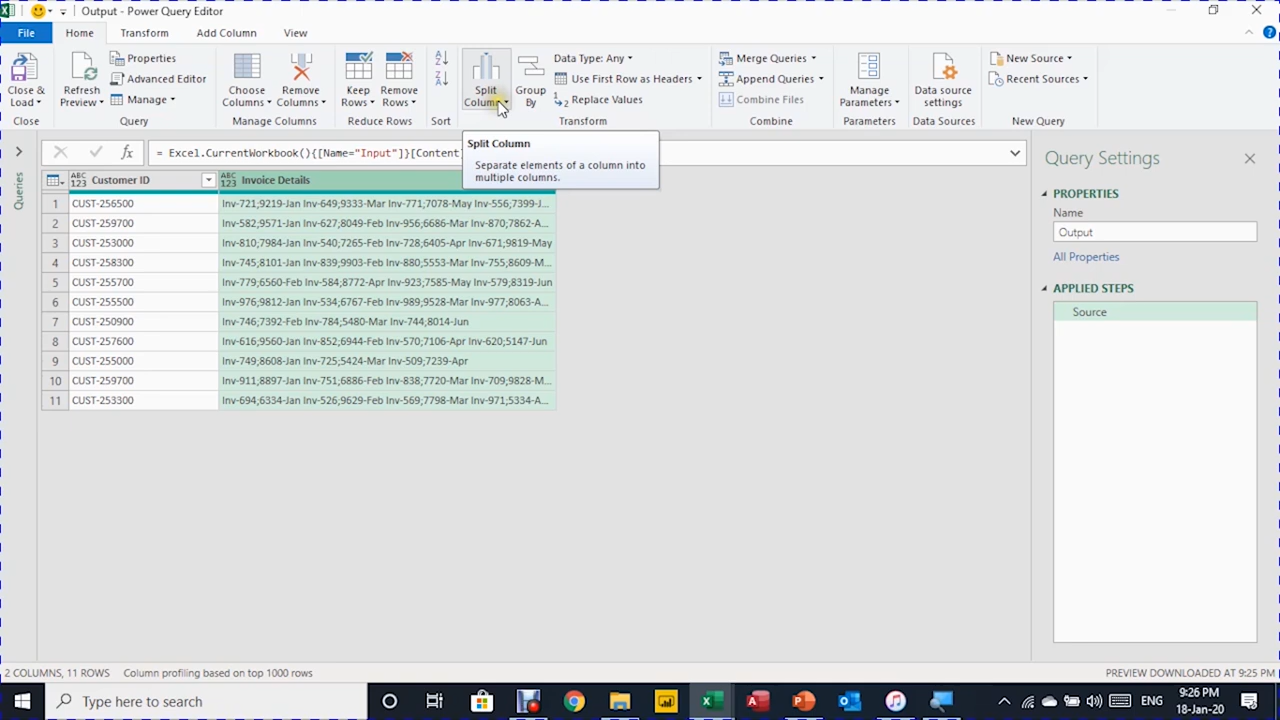 Output - Power Query Editor
File
Home
Transform
Add Column
View
Close & Load
Close
Refresh Preview
Properties
Advanced Editor
Manage
Query
Choose Columns
Remove Columns
Manage Columns
Keep Rows
Remove Rows
Reduce Rows
Sort
Split Column
Group By
Data Type: Any
Use First Row as Headers
Replace Values
Transform
Merge Queries
Append Queries
Combine Files
Combine
Manage Parameters
Parameters
Data source settings
Data Sources
New Source
Recent Sources
New Query
Split Column
Separate elements of a column into
multiple columns.
Queries
fx
= Excel.CurrentWorkbook(){[Name="Input"]}[Content]
ABC 123 Customer ID
ABC 123 Invoice Details
1 CUST-256500 Inv-721;9219-Jan Inv-649;9333-Mar Inv-771;7078-May Inv-556;7399-J...
2 CUST-259700 Inv-582;9571-Jan Inv-627;8049-Feb Inv-956;6686-Mar Inv-870;7862-A...
3 CUST-253000 Inv-810;7984-Jan Inv-540;7265-Feb Inv-728;6405-Apr Inv-671;9819-May
4 CUST-258300 Inv-745;8101-Jan Inv-839;9903-Feb Inv-880;5553-Mar Inv-755;8609-M...
5 CUST-255700 Inv-779;6560-Feb Inv-584;8772-Apr Inv-923;7585-May Inv-579;8319-Jun
6 CUST-255500 Inv-976;9812-Jan Inv-534;6767-Feb Inv-989;9528-Mar Inv-977;8063-A...
7 CUST-250900 Inv-746;7392-Feb Inv-784;5480-Mar Inv-744;8014-Jun
8 CUST-257600 Inv-616;9560-Jan Inv-852;6944-Feb Inv-570;7106-Apr Inv-620;5147-Jun
9 CUST-255000 Inv-749;8608-Jan Inv-725;5424-Mar Inv-509;7239-Apr
10 CUST-259700 Inv-911;8897-Jan Inv-751;6886-Feb Inv-838;7720-Mar Inv-709;9828-M...
11 CUST-253300 Inv-694;6334-Jan Inv-526;9629-Feb Inv-569;7798-Mar Inv-971;5334-A...
Query Settings
PROPERTIES
Name
Output
All Properties
APPLIED STEPS
Source
2 COLUMNS, 11 ROWS Column profiling based on top 1000 rows
PREVIEW DOWNLOADED AT 9:25 PM
Type here to search
ENG
9:26 PM
18-Jan-20